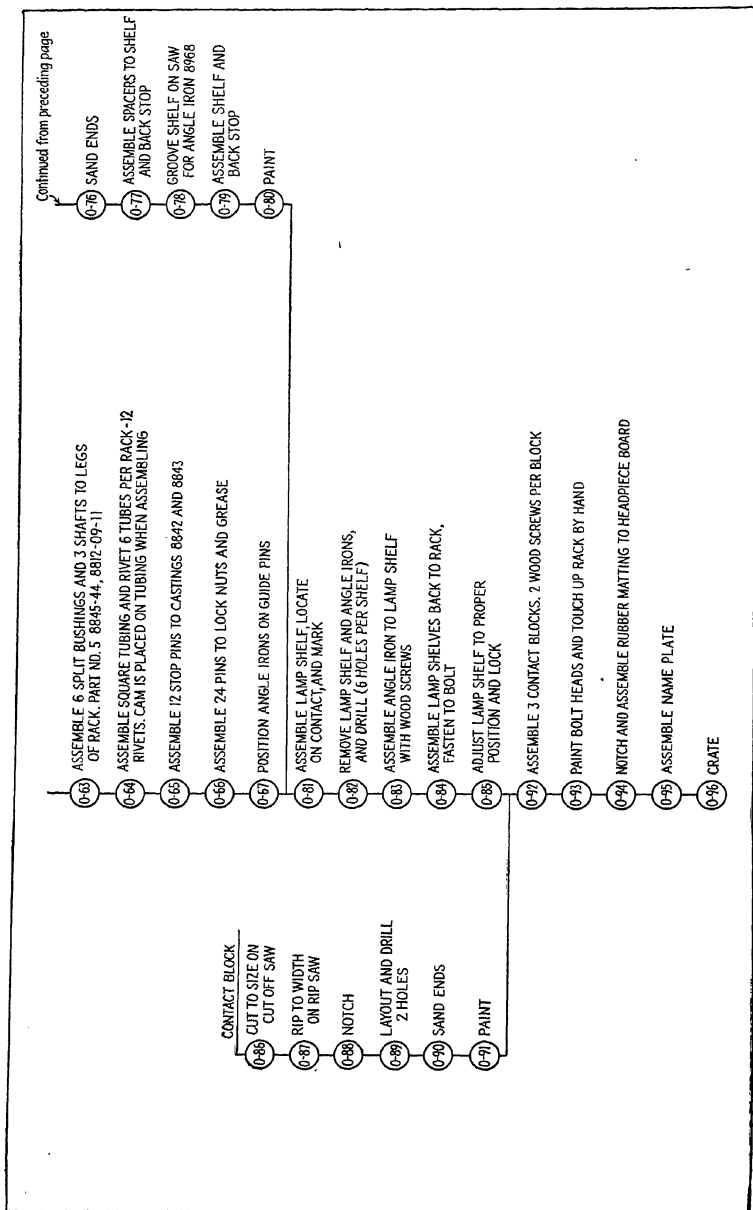 Continued from preceding page
0-76 SAND ENDS
0-77 ASSEMBLE SPACERS TO SHELF
AND BACK STOP
0-78 GROOVE SHELF ON SAW
FOR ANGLE IRON 8968
0-79 ASSEMBLE SHELF AND
BACK STOP
0-80 PAINT
0-63 ASSEMBLE 6 SPLIT BUSHINGS AND 3 SHAFTS TO LEGS
OF RACK. PART NO. 5 8845-44, 8812-09-11
0-64 ASSEMBLE SQUARE TUBING AND RIVET 6 TUBES PER RACK-12
RIVETS. CAM IS PLACED ON TUBING WHEN ASSEMBLING
0-65 ASSEMBLE 12 STOP PINS TO CASTINGS 8842 AND 8843
0-66 ASSEMBLE 24 PINS TO LOCK NUTS AND GREASE
0-67 POSITION ANGLE IRONS ON GUIDE PINS
0-81 ASSEMBLE LAMP SHELF, LOCATE
ON CONTACT, AND MARK
0-82 REMOVE LAMP SHELF AND ANGLE IRONS,
AND DRILL (6 HOLES PER SHELF)
0-83 ASSEMBLE ANGLE IRON TO LAMP SHELF
WITH WOOD SCREWS
0-84 ASSEMBLE LAMP SHELVES BACK TO RACK,
FASTEN TO BOLT
0-85 ADJUST LAMP SHELF TO PROPER
POSITION AND LOCK
CONTACT BLOCK
0-86 CUT TO SIZE ON
CUT OFF SAW
0-87 RIP TO WIDTH
ON RIP SAW
0-88 NOTCH
0-89 LAYOUT AND DRILL
2 HOLES
0-90 SAND ENDS
0-91 PAINT
0-92 ASSEMBLE 3 CONTACT BLOCKS, 2 WOOD SCREWS PER BLOCK
0-93 PAINT BOLT HEADS AND TOUCH UP RACK BY HAND
0-94 NOTCH AND ASSEMBLE RUBBER MATTING TO HEADPIECE BOARD
0-95 ASSEMBLE NAME PLATE
0-96 CRATE